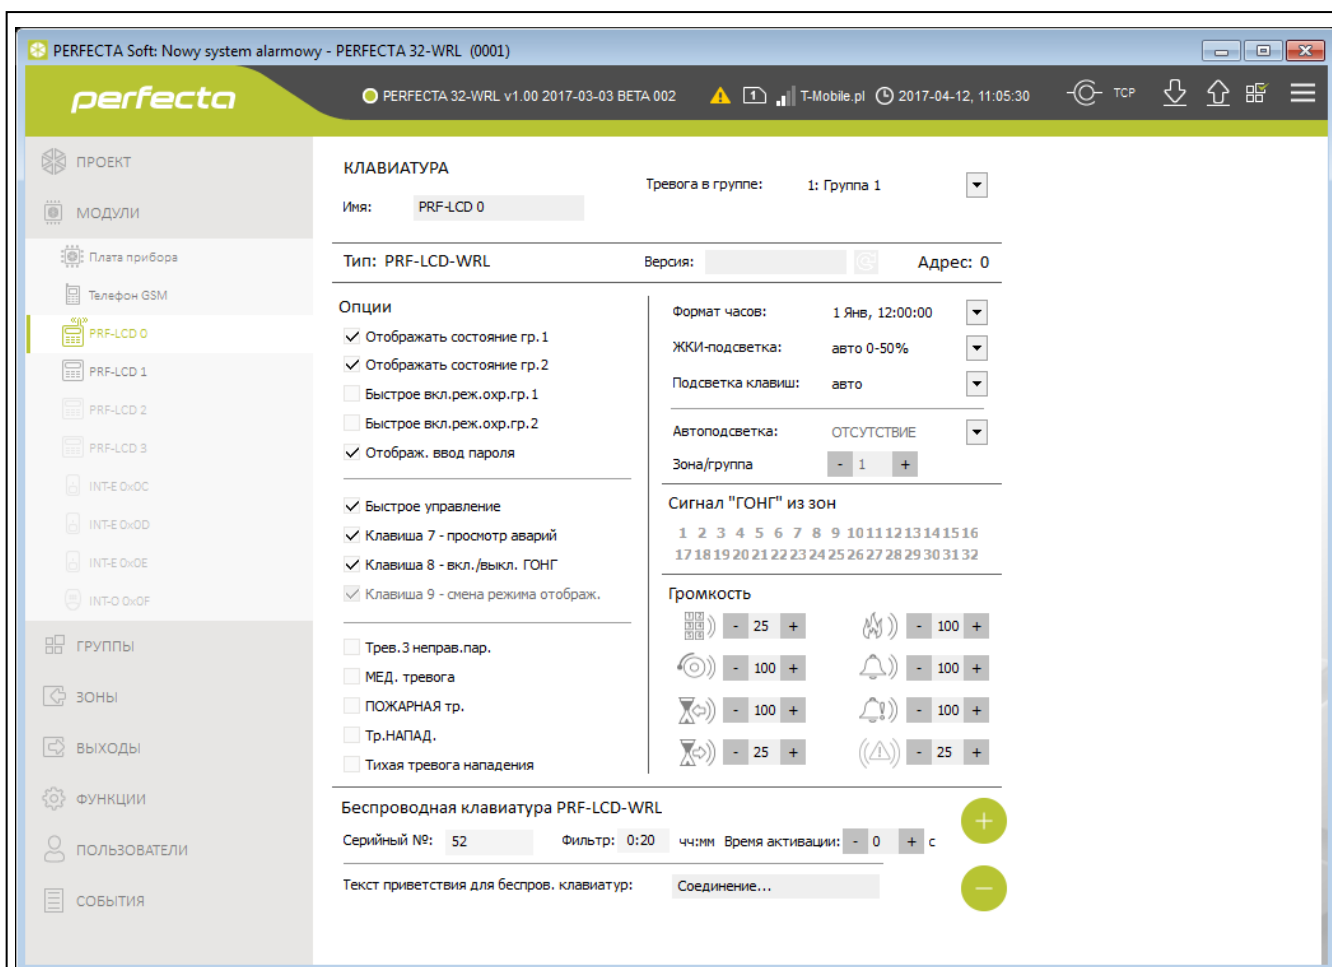 PERFECTA Soft: Nowy system alarmowy - PERFECTA 32-WRL (0001)
perfecta
PERFECTA 32-WRL v1.00 2017-03-03 BETA 002
1
T-Mobile.pl
2017-04-12, 11:05:30
TCP
ПРОЕКТ
МОДУЛИ
Плата прибора
Телефон GSM
PRF-LCD 0
PRF-LCD 1
PRF-LCD 2
PRF-LCD 3
INT-E 0x0C
INT-E 0x0D
INT-E 0x0E
INT-O 0x0F
ГРУППЫ
ЗОНЫ
ВЫХОДЫ
ФУНКЦИИ
ПОЛЬЗОВАТЕЛИ
СОБЫТИЯ
КЛАВИАТУРА
Тревога в группе: 1: Группа 1
Имя: PRF-LCD 0
Тип: PRF-LCD-WRL Версия: Адрес: 0
Опции
Отображать состояние гр.1
Отображать состояние гр.2
Быстрое вкл.реж.охр.гр.1
Быстрое вкл.реж.охр.гр.2
Отображ. ввод пароля
Быстрое управление
Клавиша 7 - просмотр аварий
Клавиша 8 - вкл./выкл. ГОНГ
Клавиша 9 - смена режима отображ.
Трев.3 неправ.пар.
МЕД. тревога
ПОЖАРНАЯ тр.
Тр.НАПАД.
Тихая тревога нападения
Формат часов: 1 Янв, 12:00:00
ЖКИ-подсветка: авто 0-50%
Подсветка клавиш: авто
Автоподсветка: ОТСУТСТВИЕ
Зона/группа - 1 +
Сигнал "ГОНГ" из зон
1 2 3 4 5 6 7 8 9 10 11 12 13 14 15 16
17 18 19 20 21 22 23 24 25 26 27 28 29 30 31 32
Громкость
- 25 + - 100 +
- 100 + - 100 +
- 100 + - 100 +
- 25 + - 25 +
Беспроводная клавиатура PRF-LCD-WRL
Серийный №: 52 Фильтр: 0:20 чч:мм Время активации: - 0 + с
Текст приветствия для беспров. клавиатур: Соединение...